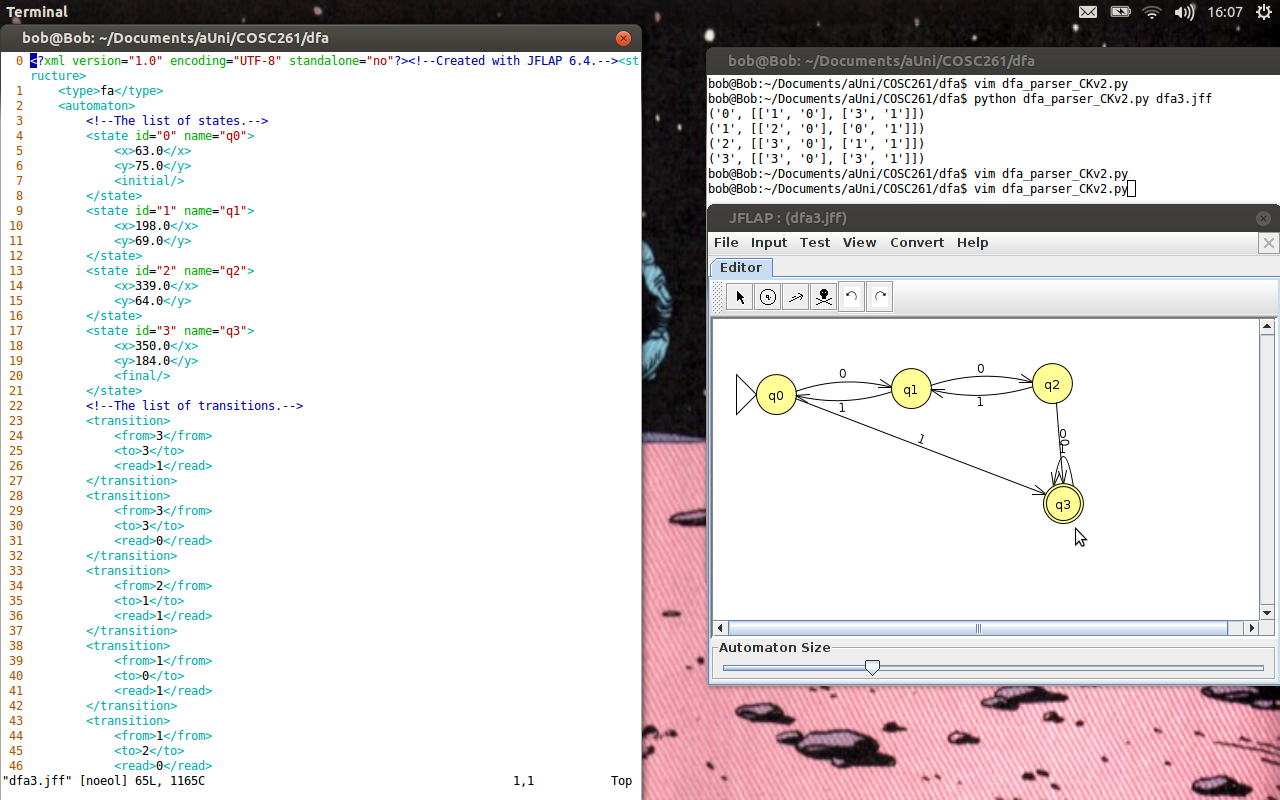 Terminal
16:07
bob@Bob: ~/Documents/aUni/COSC261/dfa
0 <?xml version="1.0" encoding="UTF-8" standalone="no"?><!--Created with JFLAP 6.4.--><st
ructure>
1 <type>fa</type>
2 <automaton>
3 <!--The list of states.-->
4 <state id="0" name="q0">
5 <x>63.0</x>
6 <y>75.0</y>
7 <initial/>
8 </state>
9 <state id="1" name="q1">
10 <x>198.0</x>
11 <y>69.0</y>
12 </state>
13 <state id="2" name="q2">
14 <x>339.0</x>
15 <y>64.0</y>
16 </state>
17 <state id="3" name="q3">
18 <x>350.0</x>
19 <y>184.0</y>
20 <final/>
21 </state>
22 <!--The list of transitions.-->
23 <transition>
24 <from>3</from>
25 <to>3</to>
26 <read>1</read>
27 </transition>
28 <transition>
29 <from>3</from>
30 <to>3</to>
31 <read>0</read>
32 </transition>
33 <transition>
34 <from>2</from>
35 <to>1</to>
36 <read>1</read>
37 </transition>
38 <transition>
39 <from>1</from>
40 <to>0</to>
41 <read>1</read>
42 </transition>
43 <transition>
44 <from>1</from>
45 <to>2</to>
46 <read>0</read>
"dfa3.jff" [noeol] 65L, 1165C 1,1 Top
bob@Bob: ~/Documents/aUni/COSC261/dfa
bob@Bob:~/Documents/aUni/COSC261/dfa$ vim dfa_parser_CKv2.py
bob@Bob:~/Documents/aUni/COSC261/dfa$ python dfa_parser_CKv2.py dfa3.jff
('0', [['1', '0'], ['3', '1']])
('1', [['2', '0'], ['0', '1']])
('2', [['3', '0'], ['1', '1']])
('3', [['3', '0'], ['3', '1']])
bob@Bob:~/Documents/aUni/COSC261/dfa$ vim dfa_parser_CKv2.py
bob@Bob:~/Documents/aUni/COSC261/dfa$ vim dfa_parser_CKv2.py
JFLAP : (dfa3.jff)
File Input Test View Convert Help
Editor
0
0
q0
q1
q2
1
1
1
0
0
1
q3
Automaton Size